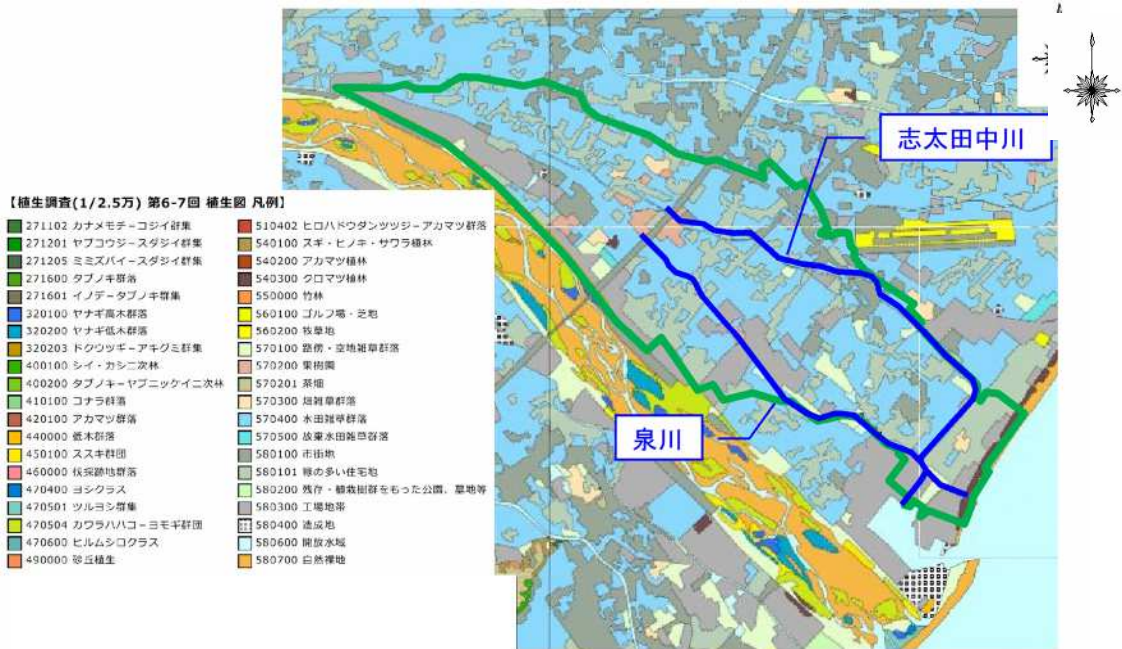 志太田中川
泉川
【植生調査(1/2.5万) 第6-7回 植生図 凡例】
271102 カナメモチーコジイ群集
271201 ヤブコウジースダジイ群集
271205 ミミズバイースダジイ群集
271600 タブノキ群落
271601 イノデータブノキ群集
320100 ヤナギ高木群落
320200 ヤナギ低木群落
320203 ドクウツギーアキグミ群集
400100 シイ・カシ二次林
400200 タブノキーヤブニッケイ二次林
410100 コナラ群落
420100 アカマツ群落
440000 低木群落
450100 ススキ群団
460000 伐採跡地群落
470400 ヨシクラス
470501 ツルヨシ群集
470504 カワラハハコーヨモギ群団
470600 ヒルムシロクラス
490000 砂丘植生
510402 ヒロハドウダンツツジーアカマツ群落
540100 スギ・ヒノキ・サワラ植林
540200 アカマツ植林
540300 クロマツ植林
550000 竹林
560100 ゴルフ場・芝地
560200 牧草地
570100 路傍・空地雑草群落
570200 果樹園
570201 茶畑
570300 畑雑草群落
570400 水田雑草群落
570500 放棄水田雑草群落
580100 市街地
580101 緑の多い住宅地
580200 残存・植栽樹群をもった公園、墓地等
580300 工場地帯
580400 造成地
580600 開放水域
580700 自然裸地